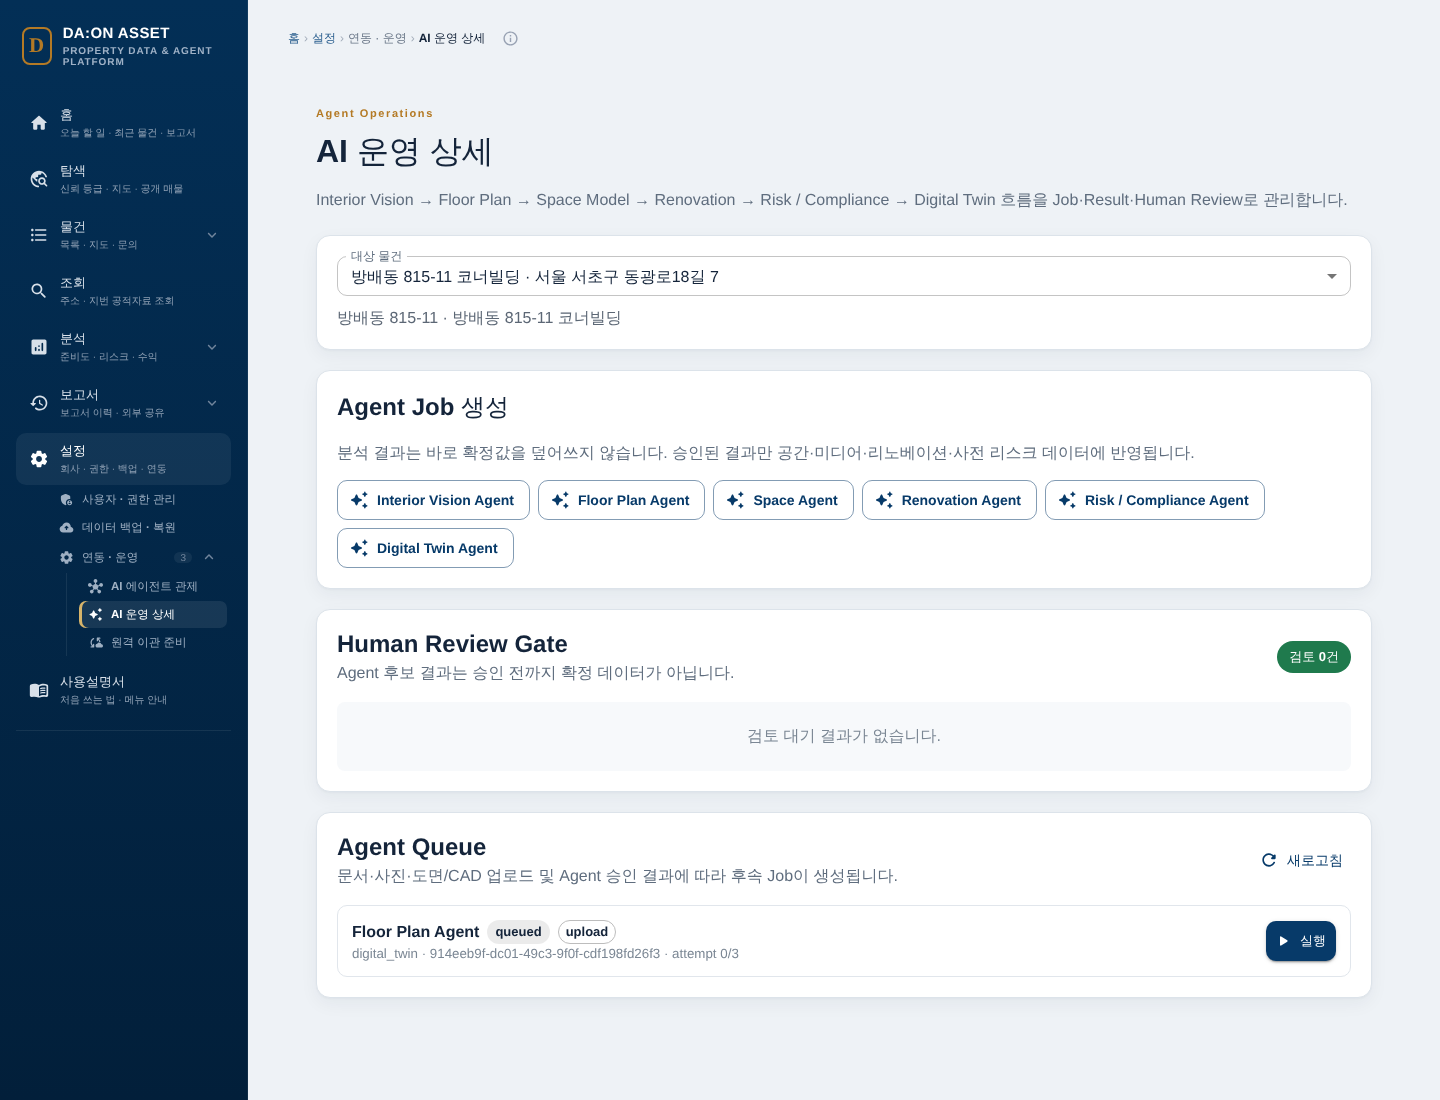 D
DA:ON ASSET
PROPERTY DATA & AGENT
PLATFORM
홈
오늘 할 일 · 최근 물건 · 보고서
탐색
신뢰 등급 · 지도 · 공개 매물
물건
목록 · 지도 · 문의
조회
주소 · 지번 공적자료 조회
분석
준비도 · 리스크 · 수익
보고서
보고서 이력 · 외부 공유
설정
회사 · 권한 · 백업 · 연동
사용자 · 권한 관리
데이터 백업 · 복원
연동 · 운영 3
AI 에이전트 관제
AI 운영 상세
원격 이관 준비
사용설명서
처음 쓰는 법 · 메뉴 안내
홈 › 설정 › 연동 · 운영 › AI 운영 상세
Agent Operations
AI 운영 상세
Interior Vision → Floor Plan → Space Model → Renovation → Risk / Compliance → Digital Twin 흐름을 Job·Result·Human Review로 관리합니다.
대상 물건
방배동 815-11 코너빌딩 · 서울 서초구 동광로18길 7
방배동 815-11 · 방배동 815-11 코너빌딩
Agent Job 생성
분석 결과는 바로 확정값을 덮어쓰지 않습니다. 승인된 결과만 공간·미디어·리노베이션·사전 리스크 데이터에 반영됩니다.
Interior Vision Agent Floor Plan Agent Space Agent Renovation Agent Risk / Compliance Agent
Digital Twin Agent
Human Review Gate
Agent 후보 결과는 승인 전까지 확정 데이터가 아닙니다.
검토 0건
검토 대기 결과가 없습니다.
Agent Queue
문서·사진·도면/CAD 업로드 및 Agent 승인 결과에 따라 후속 Job이 생성됩니다.
새로고침
Floor Plan Agent queued upload
digital_twin · 914eeb9f-dc01-49c3-9f0f-cdf198fd26f3 · attempt 0/3
실행